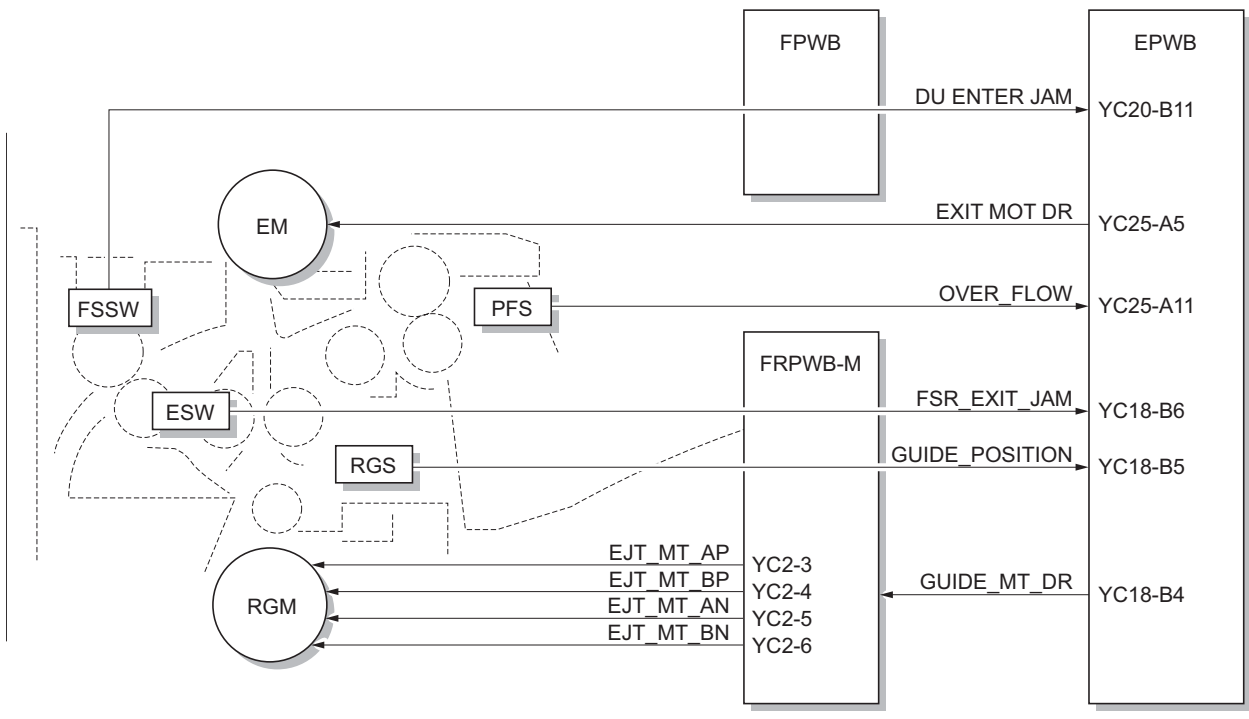 FPWB
EPWB
DU ENTER JAM
YC20-B11
EM
EXIT MOT DR
YC25-A5
FSSW
PFS
OVER_FLOW
YC25-A11
FRPWB-M
ESW
FSR_EXIT_JAM
YC18-B6
RGS
GUIDE_POSITION
YC18-B5
RGM
EJT_MT_AP
YC2-3
EJT_MT_BP
YC2-4
EJT_MT_AN
YC2-5
EJT_MT_BN
YC2-6
GUIDE_MT_DR
YC18-B4